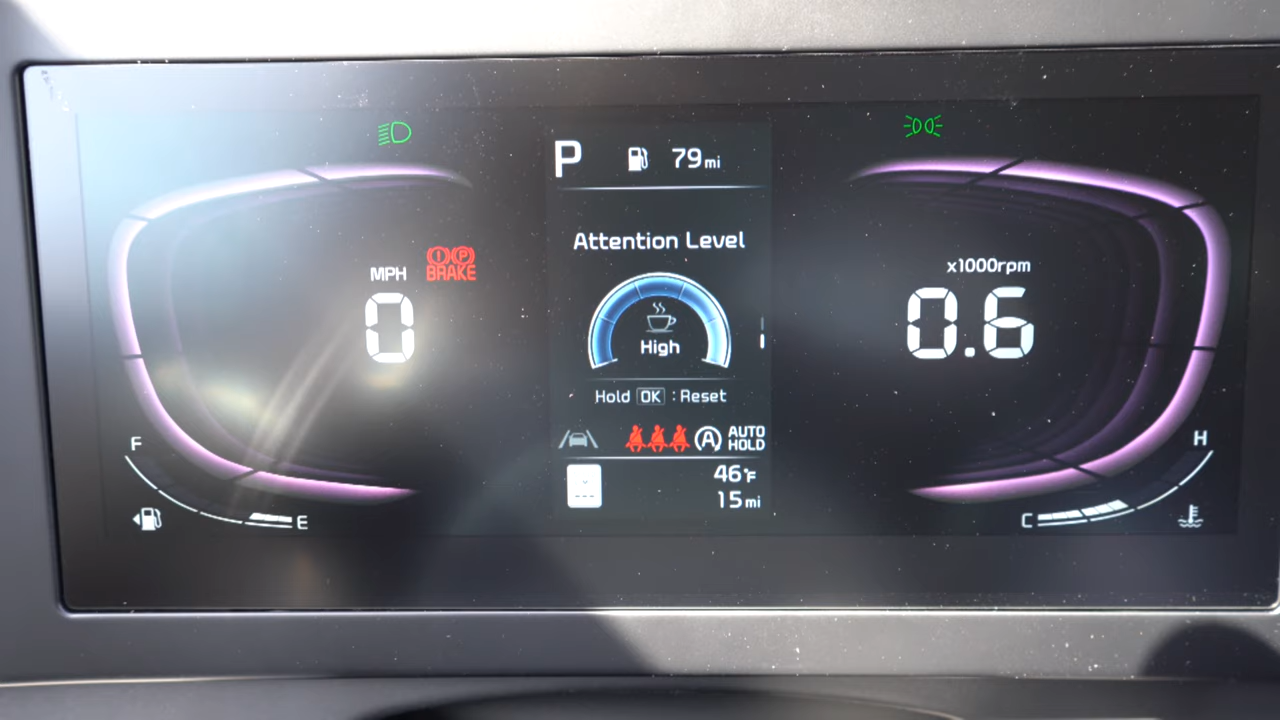 P 79mi
Attention Level
MPH
BRAKE
0
x1000rpm
0.6
High
Hold OK : Reset
A AUTO HOLD
F
E
46°F
15mi
H
C